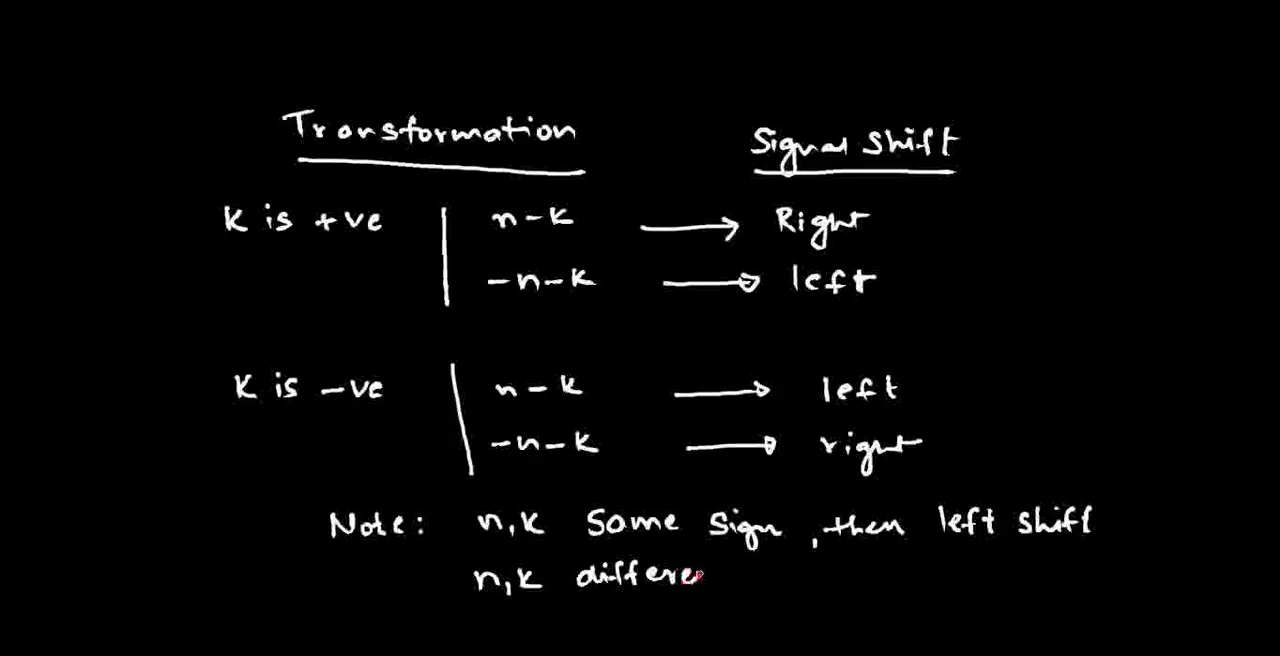 Transformation Signal shift
K is +ve n-K → Right
-n-K → left
K is -ve n-K → left
-n-K → right
Note: n,K Same Sign, then left shift
n,K differe